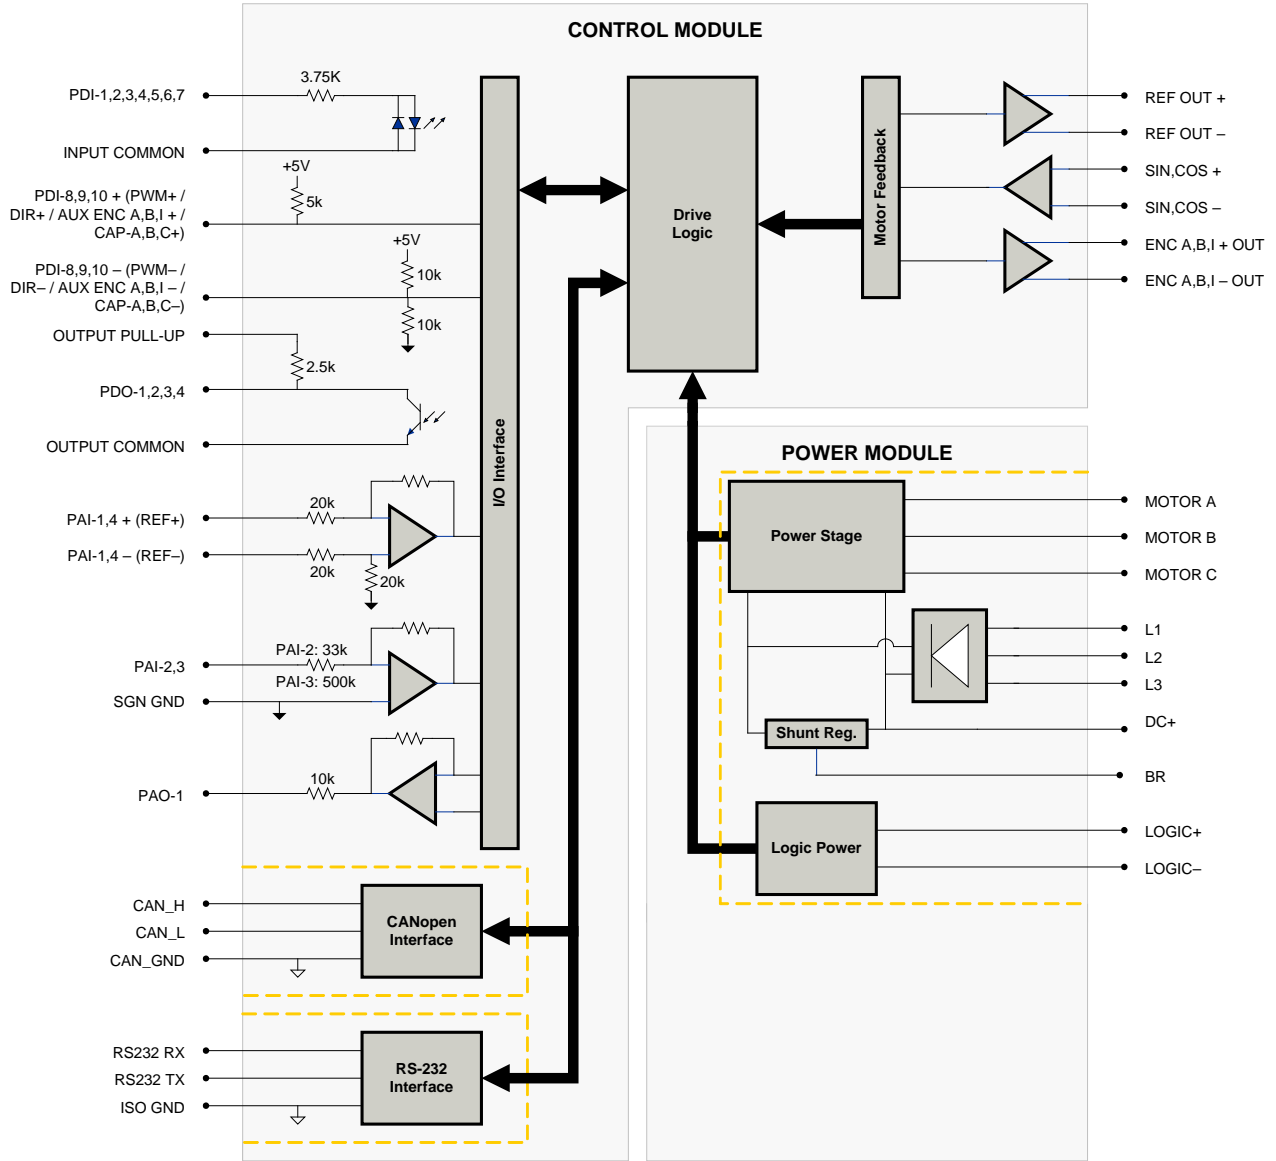 CONTROL MODULE
PDI-1,2,3,4,5,6,7
3.75K
INPUT COMMON
+5V
PDI-8,9,10 + (PWM+ /
DIR+ / AUX ENC A,B,I + /
CAP-A,B,C+)
5k
+5V
PDI-8,9,10 – (PWM– /
DIR– / AUX ENC A,B,I – /
CAP-A,B,C–)
10k
10k
OUTPUT PULL-UP
2.5k
PDO-1,2,3,4
OUTPUT COMMON
PAI-1,4 + (REF+)
20k
PAI-1,4 – (REF–)
20k
20k
PAI-2,3
PAI-2: 33k
PAI-3: 500k
SGN GND
PAO-1
10k
I/O Interface
CAN_H
CAN_L
CAN_GND
CANopen
Interface
RS232 RX
RS232 TX
ISO GND
RS-232
Interface
Drive
Logic
Motor Feedback
REF OUT +
REF OUT –
SIN,COS +
SIN,COS –
ENC A,B,I + OUT
ENC A,B,I – OUT
POWER MODULE
Power Stage
MOTOR A
MOTOR B
MOTOR C
L1
L2
L3
Shunt Reg.
DC+
BR
Logic Power
LOGIC+
LOGIC–